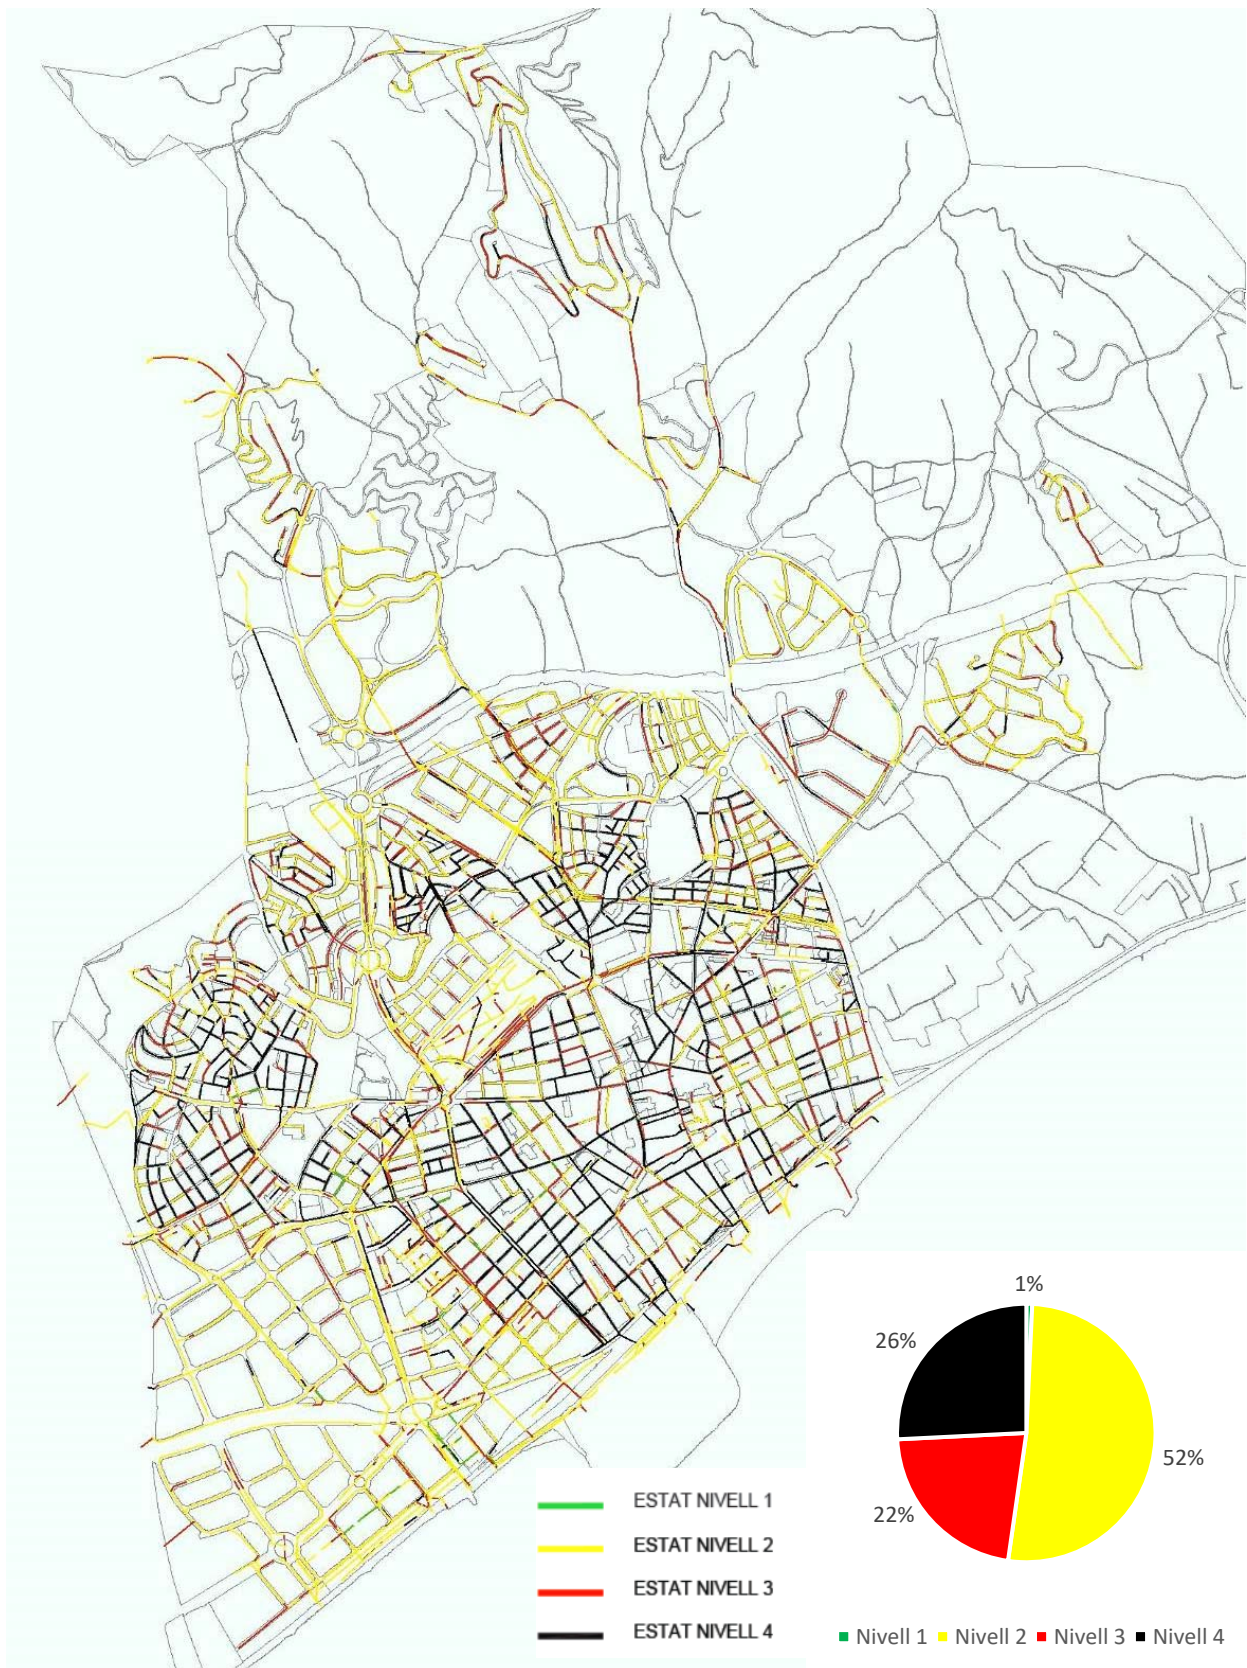 1%
26%
52%
22%
ESTAT NIVELL 1
ESTAT NIVELL 2
ESTAT NIVELL 3
ESTAT NIVELL 4
Nivell 1 Nivell 2 Nivell 3 Nivell 4